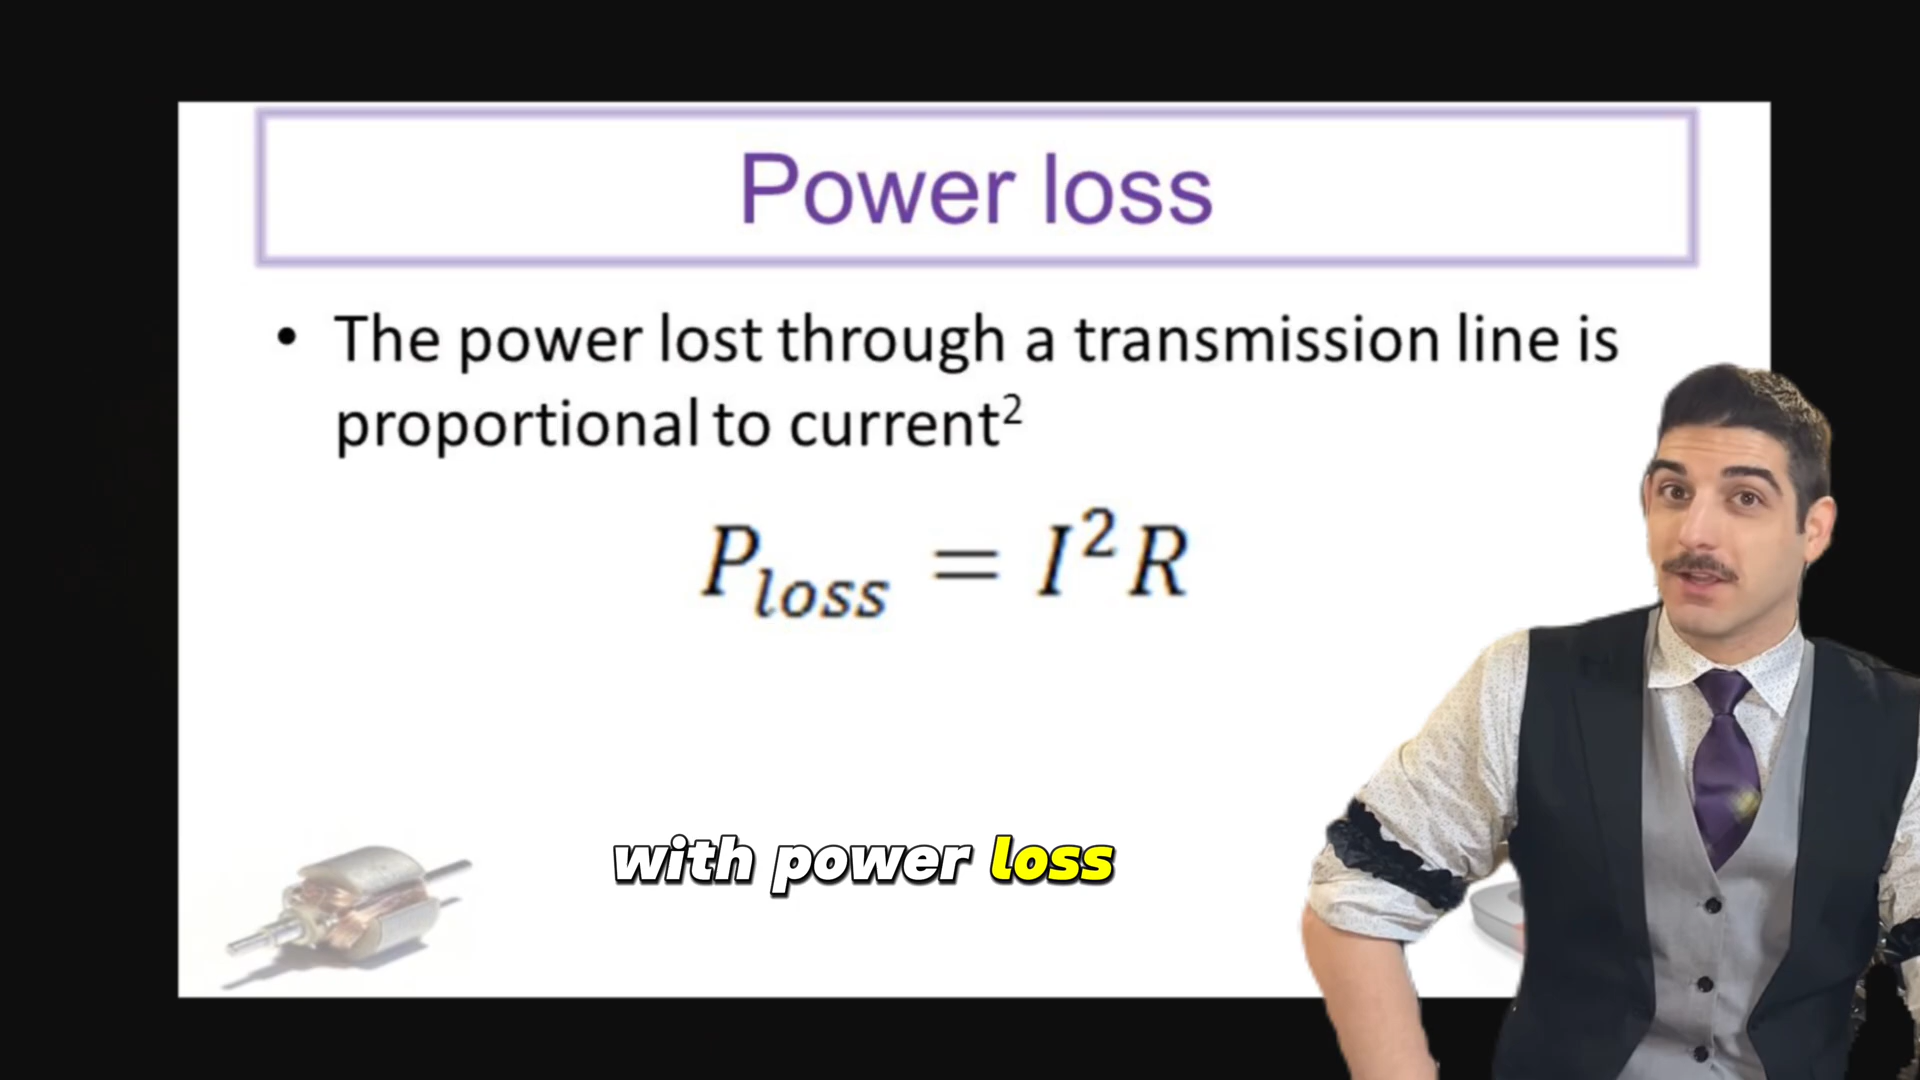 Power loss
• The power lost through a transmission line is
proportional to current²
P_loss = I²R
with power loss